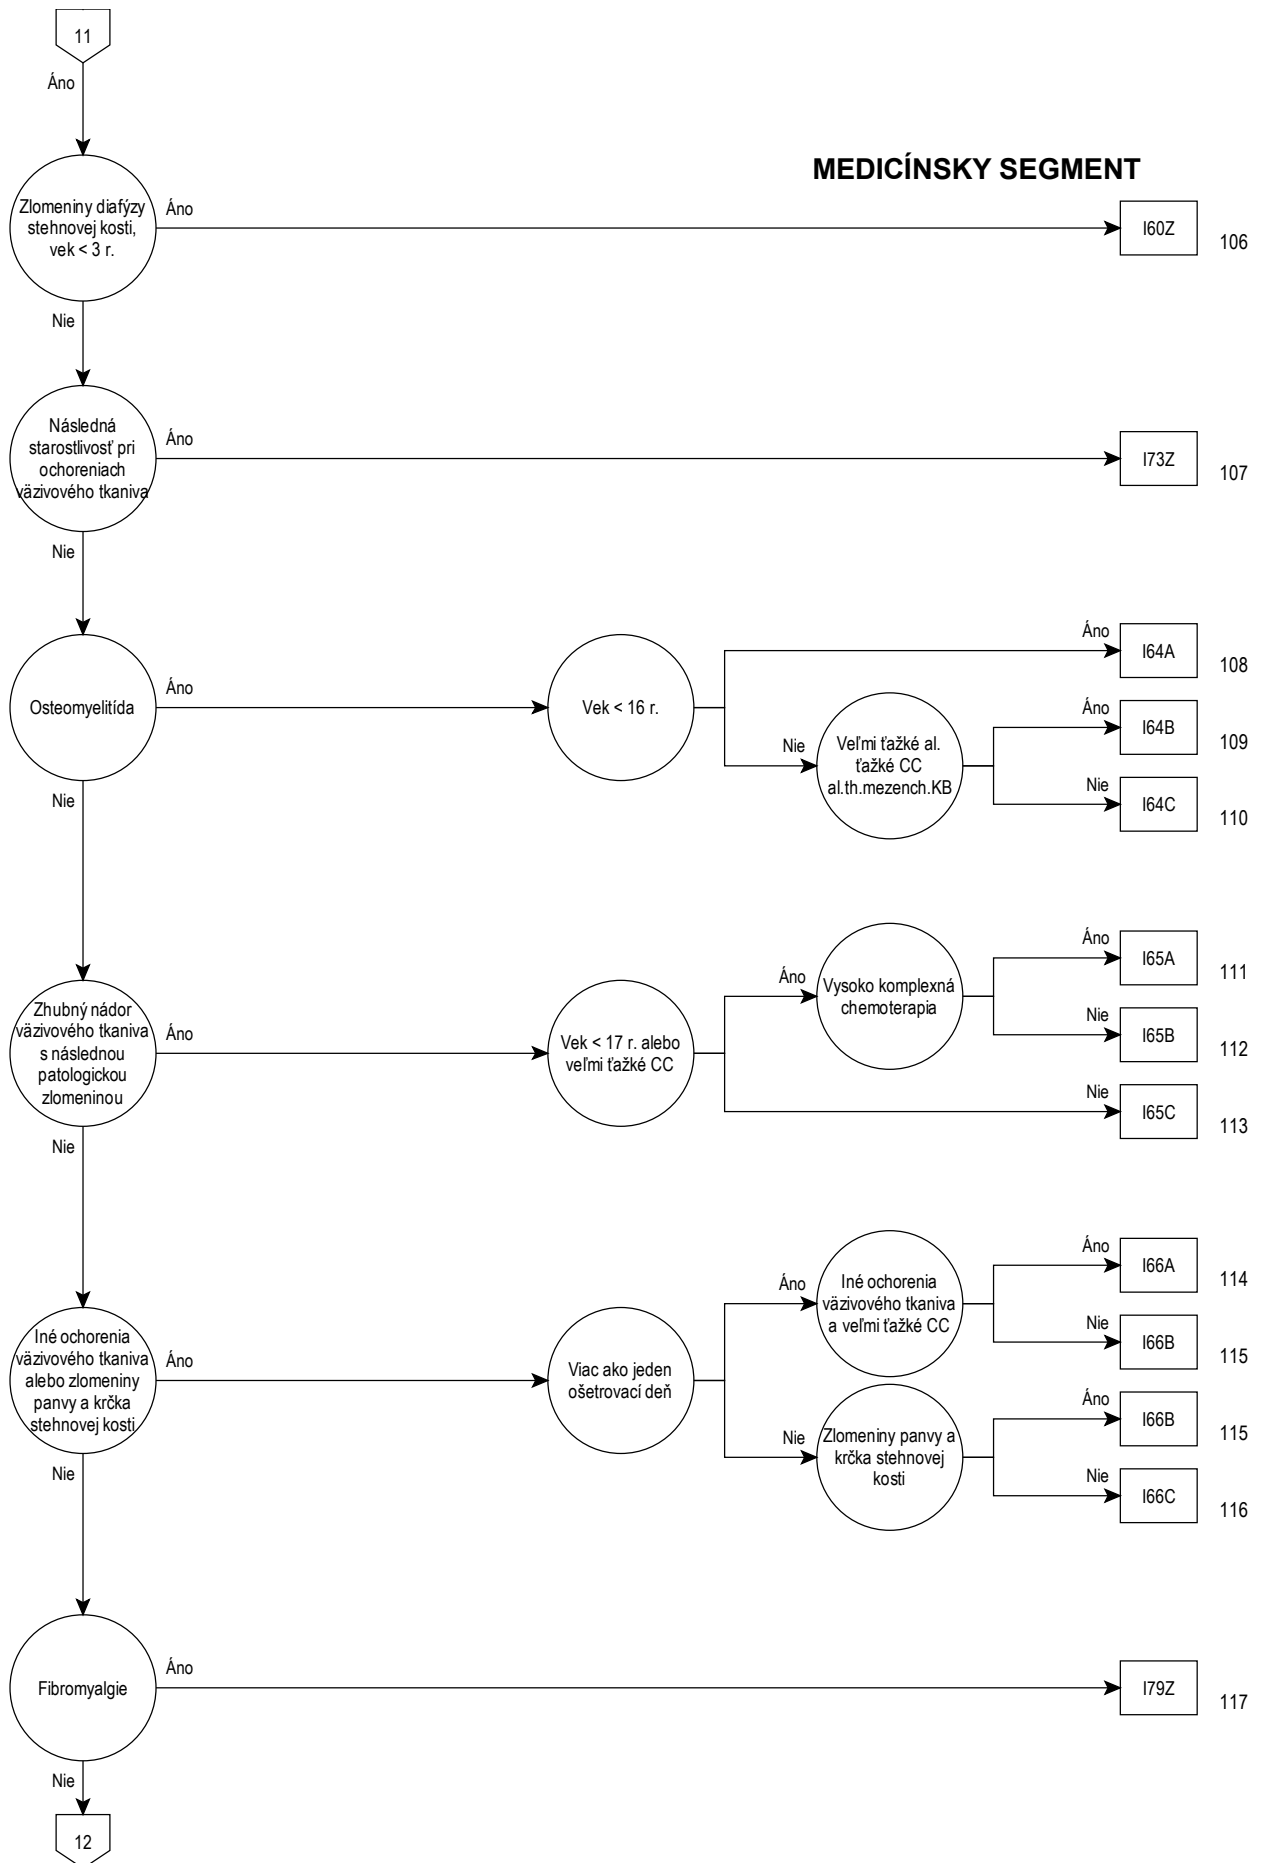 11
Áno
MEDICÍNSKY SEGMENT
Zlomeniny diafýzy
stehnovej kosti,
vek < 3 r.
Áno
I60Z
106
Nie
Následná
starostlivosť pri
ochoreniach
väzivového tkaniva
Áno
I73Z
107
Nie
Osteomyelitída
Áno
Vek < 16 r.
Áno
I64A
108
Nie
Veľmi ťažké al.
ťažké CC
al.th.mezench.KB
Áno
I64B
109
Nie
I64C
110
Nie
Zhubný nádor
väzivového tkaniva
s následnou
patologickou
zlomeninou
Áno
Vek < 17 r. alebo
veľmi ťažké CC
Áno
Vysoko komplexná
chemoterapia
Áno
I65A
111
Nie
I65B
112
Nie
I65C
113
Nie
Iné ochorenia
väzivového tkaniva
alebo zlomeniny
panvy a krčka
stehnovej kosti
Áno
Viac ako jeden
ošetrovací deň
Áno
Iné ochorenia
väzivového tkaniva
a veľmi ťažké CC
Áno
I66A
114
Nie
I66B
115
Nie
Zlomeniny panvy a
krčka stehnovej
kosti
Áno
I66B
115
Nie
I66C
116
Nie
Fibromyalgie
Áno
I79Z
117
Nie
12